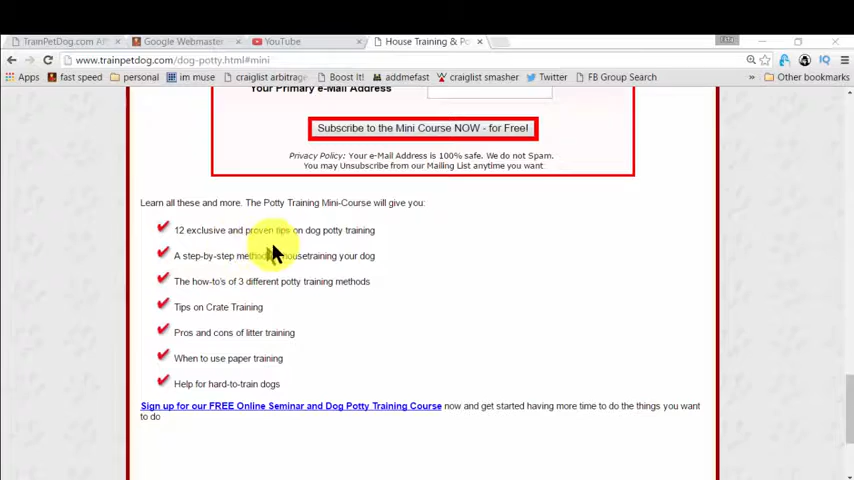 TrainPetDog.com Aff
Google Webmaster
YouTube
House Training & Po
www.trainpetdog.com/dog-potty.html#mini
Apps fast speed personal im muse craiglist arbitrage Boost It! addmefast craiglist smasher Twitter FB Group Search » Other bookmarks
Your Primary e-Mail Address
Subscribe to the Mini Course NOW - for Free!
Privacy Policy: Your e-Mail Address is 100% safe. We do not Spam.
You may Unsubscribe from our Mailing List anytime you want
Learn all these and more. The Potty Training Mini-Course will give you:
12 exclusive and proven tips on dog potty training
A step-by-step method housetraining your dog
The how-to's of 3 different potty training methods
Tips on Crate Training
Pros and cons of litter training
When to use paper training
Help for hard-to-train dogs
Sign up for our FREE Online Seminar and Dog Potty Training Course now and get started having more time to do the things you want
to do